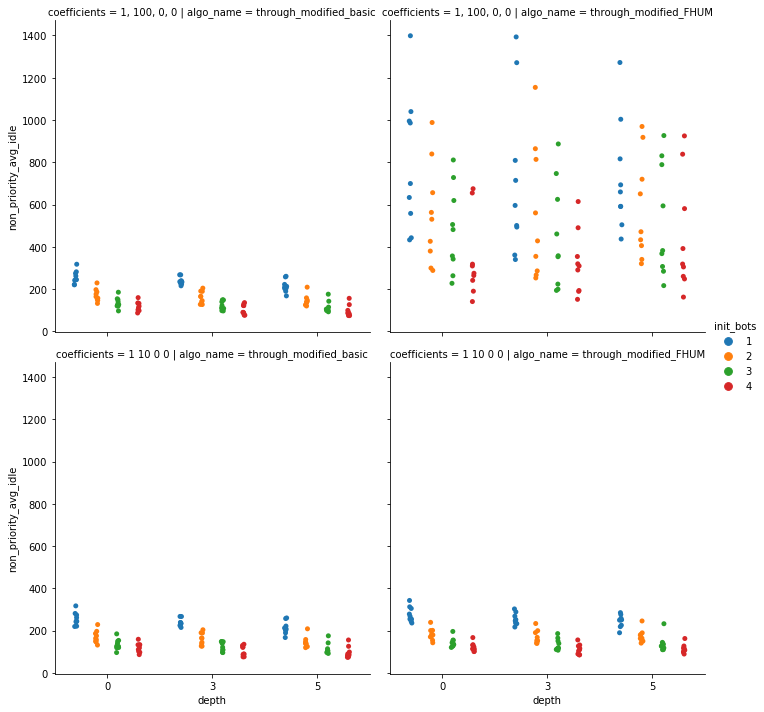 coefficients = 1, 100, 0, 0 | algo_name = through_modified_basic
coefficients = 1, 100, 0, 0 | algo_name = through_modified_FHUM
1400
1200
1000
800
600
400
200
0
non_priority_avg_idle
init_bots
1
2
3
4
coefficients = 1 10 0 0 | algo_name = through_modified_basic
coefficients = 1 10 0 0 | algo_name = through_modified_FHUM
1400
1200
1000
800
600
400
200
0
non_priority_avg_idle
0 3 5
depth
0 3 5
depth